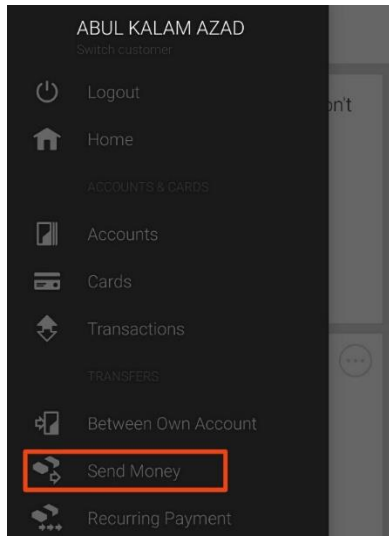 ABUL KALAM AZAD
Switch customer
Logout
on't
Home
ACCOUNTS & CARDS
Accounts
Cards
Transactions
TRANSFERS
Between Own Account
Send Money
Recurring Payment